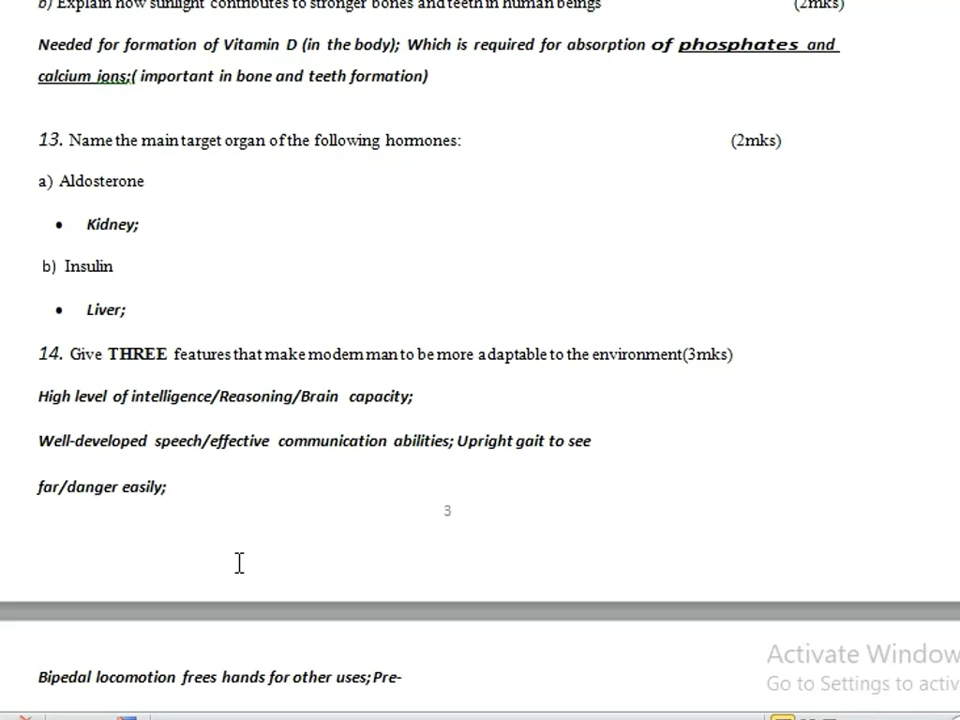 b) Explain how sunlight contributes to stronger bones and teeth in human beings (2mks)
Needed for formation of Vitamin D (in the body); Which is required for absorption of phosphates and
calcium ions;( important in bone and teeth formation)
13. Name the main target organ of the following hormones: (2mks)
a) Aldosterone
• Kidney;
b) Insulin
• Liver;
14. Give THREE features that make modern man to be more adaptable to the environment(3mks)
High level of intelligence/Reasoning/Brain capacity;
Well-developed speech/effective communication abilities; Upright gait to see
far/danger easily;
3
Activate Window
Bipedal locomotion frees hands for other uses; Pre-
Go to Settings to activ